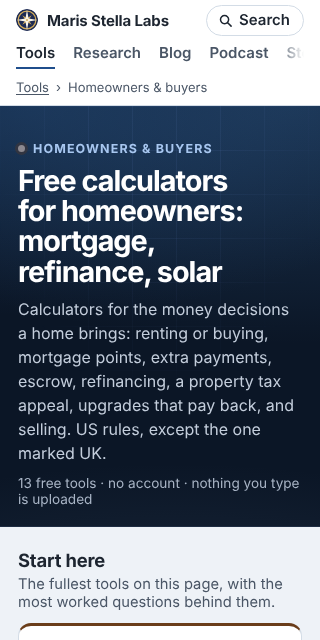 Maris Stella Labs
Search
Tools Research Blog Podcast St
Tools › Homeowners & buyers
HOMEOWNERS & BUYERS
Free calculators
for homeowners:
mortgage,
refinance, solar
Calculators for the money decisions
a home brings: renting or buying,
mortgage points, extra payments,
escrow, refinancing, a property tax
appeal, upgrades that pay back, and
selling. US rules, except the one
marked UK.
13 free tools · no account · nothing you type
is uploaded
Start here
The fullest tools on this page, with the
most worked questions behind them.